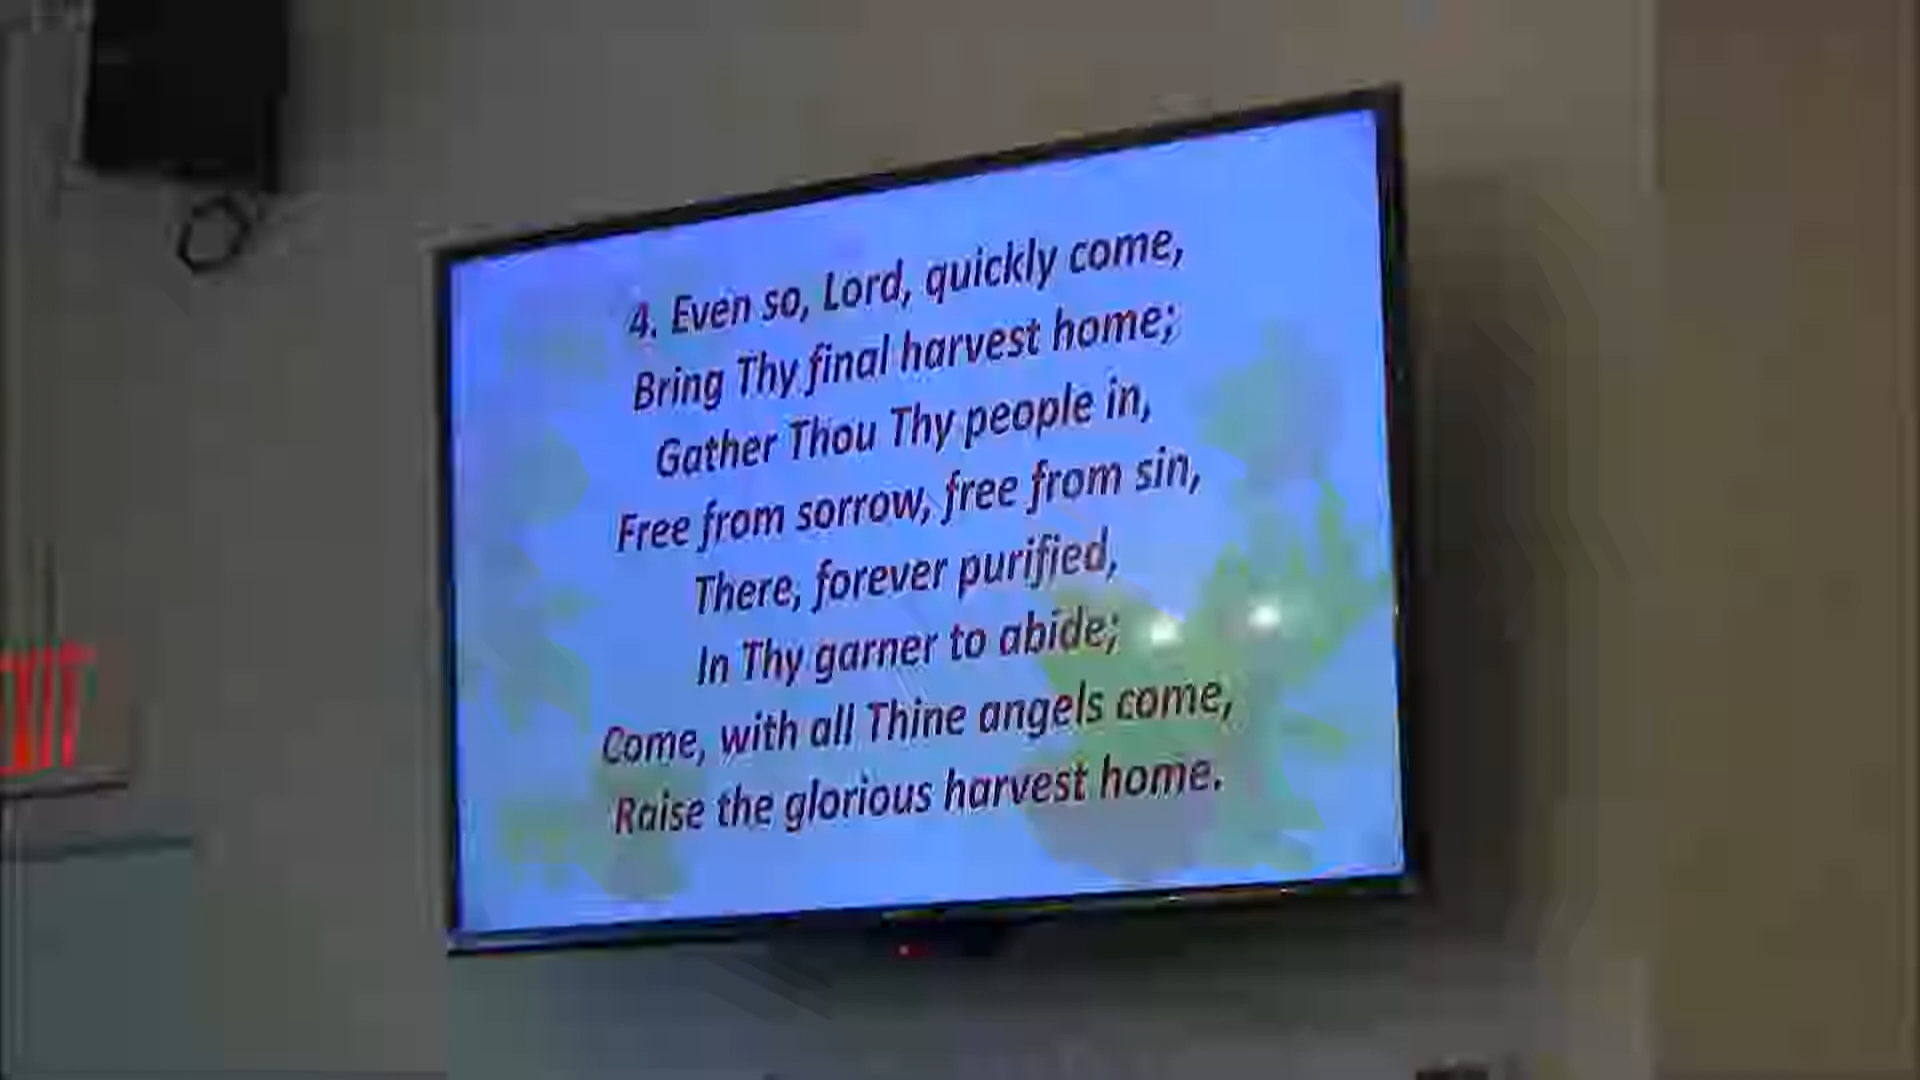 4. Even so, Lord, quickly come,
Bring Thy final harvest home;
Gather Thou Thy people in,
Free from sorrow, free from sin,
There, forever purified,
In Thy garner to abide;
Come, with all Thine angels come,
Raise the glorious harvest home.
EXIT